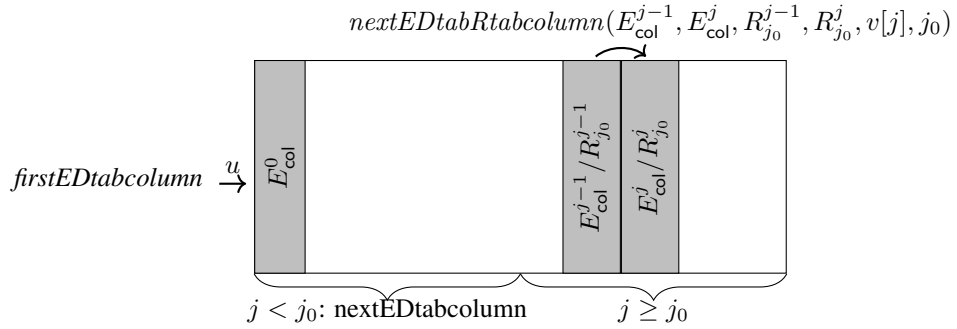 nextEDtabRtabcolumn(E_col^{j-1}, E_col^j, R_{j_0}^{j-1}, R_{j_0}^j, v[j], j_0)
firstEDtabcolumn
u
E_col^0
E_col^{j-1}/R_{j_0}^{j-1}
E_col^j/R_{j_0}^j
j < j_0: nextEDtabcolumn
j ≥ j_0